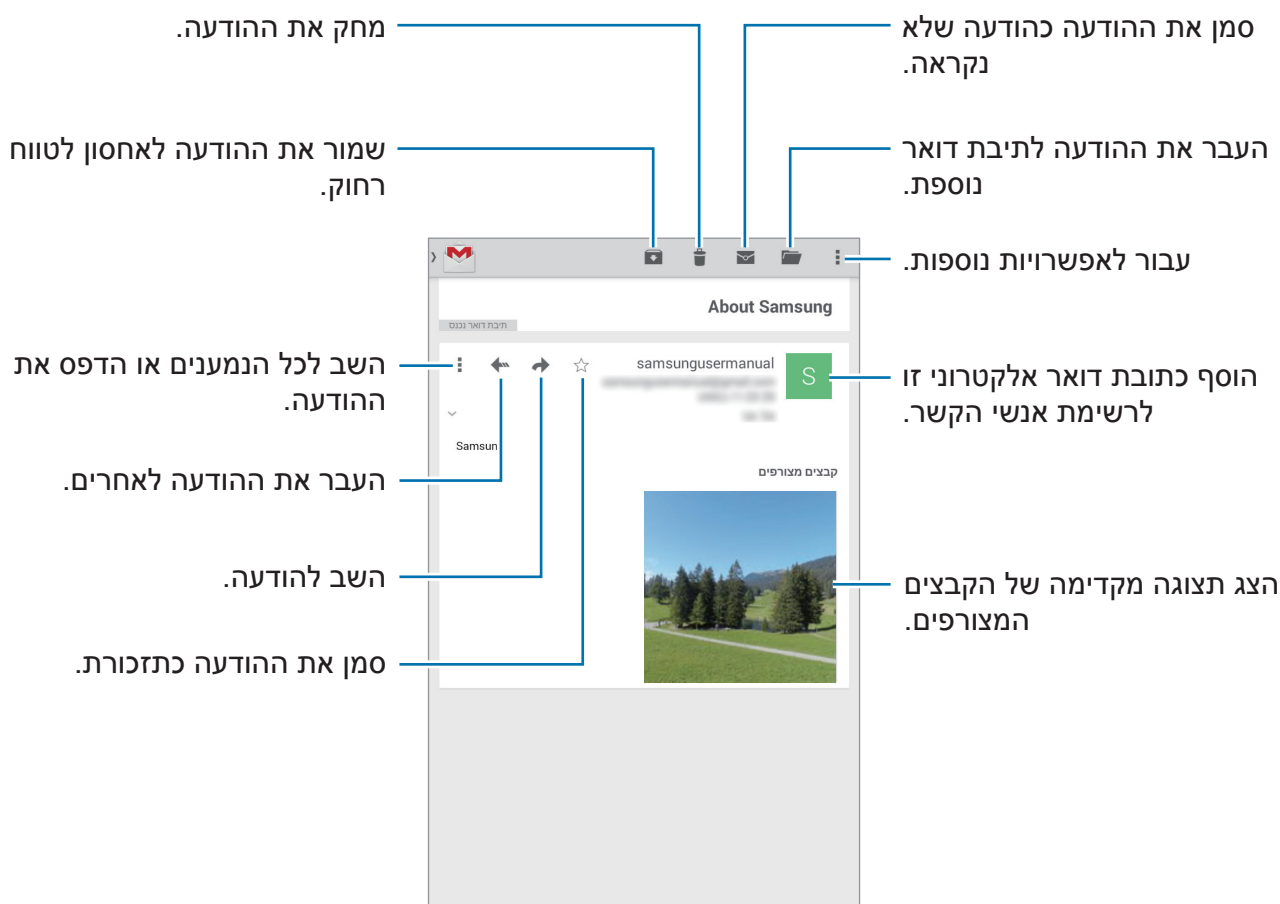 סמן את ההודעה כהודעה שלא
נקראה.
מחק את ההודעה.
העבר את ההודעה לתיבת דואר
נוספת.
שמור את ההודעה לאחסון לטווח
רחוק.
עבור לאפשרויות נוספות.
About Samsung
תיבת דואר נכנס
הוסף כתובת דואר אלקטרוני זו
לרשימת אנשי הקשר.
S
samsungusermanual
השב לכל הנמענים או הדפס את
ההודעה.
Samsun
קבצים מצורפים
העבר את ההודעה לאחרים.
הצג תצוגה מקדימה של הקבצים
המצורפים.
השב להודעה.
סמן את ההודעה כתזכורת.